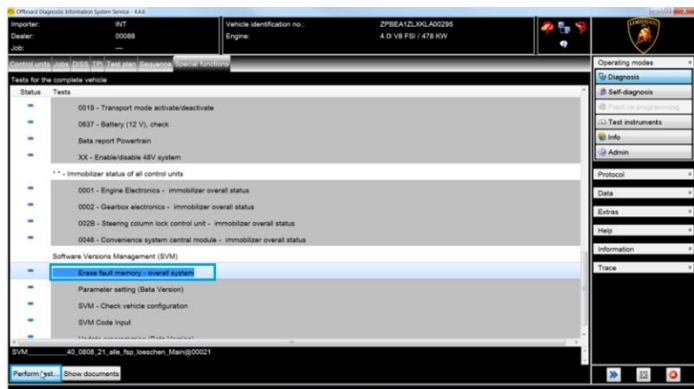 Offboard Diagnostic Information System Service - 4.4.6
Importer: INT Vehicle identification no.: ZPBEA1ZLXKLA00295
Dealer: 00088 Engine: 4.0l V8 FSI / 478 KW
Job: ---
Control units Jobs DISS TPI Test plan Sequence Special functions
Tests for the complete vehicle
Status Tests
0019 - Transport mode activate/deactivate
0837 - Battery (12 V), check
Beta report Powertrain
XX - Enable/disable 48V system
* * - Immobilizer status of all control units
0001 - Engine Electronics - immobilizer overall status
0002 - Gearbox electronics - immobilizer overall status
002B - Steering column lock control unit - immobilizer overall status
0046 - Convenience system central module - immobilizer overall status
Software Versions Management (SVM)
Erase fault memory - overall system
Parameter setting (Beta Version)
SVM - Check vehicle configuration
SVM Code Input
SVM_____40_0808_21_alle_fsp_loeschen_Main@00021
Perform test... Show documents
Operating modes
Diagnosis
Self-diagnosis
Flash re-programming
Test instruments
Info
Admin
Protocol
Data
Extras
Help
Information
Trace